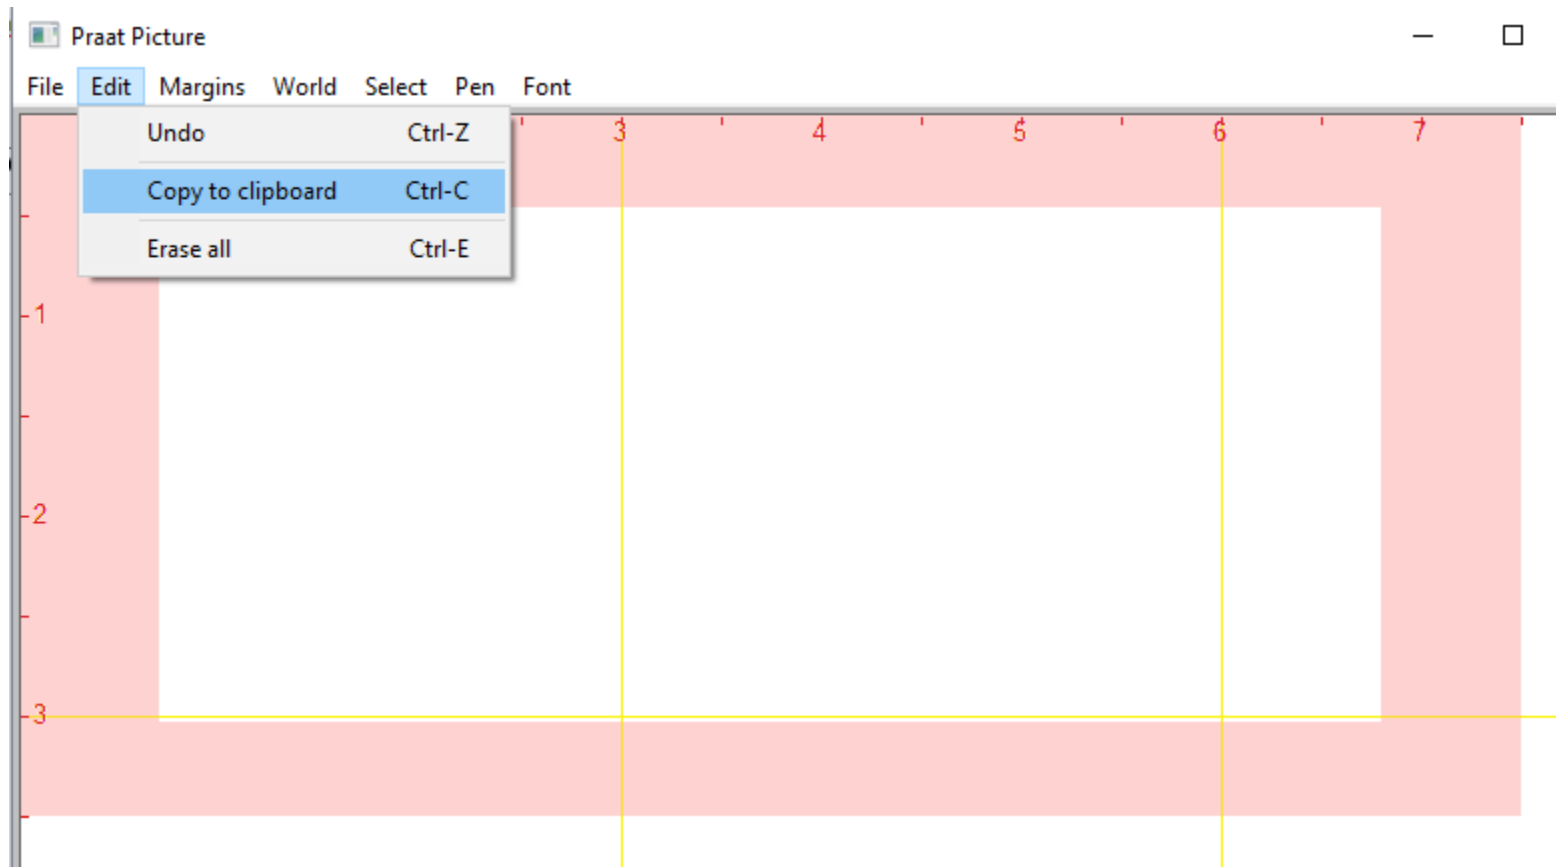 Praat Picture
File Edit Margins World Select Pen Font
Undo Ctrl-Z
Copy to clipboard Ctrl-C
Erase all Ctrl-E
3 4 5 6 7
1
2
3